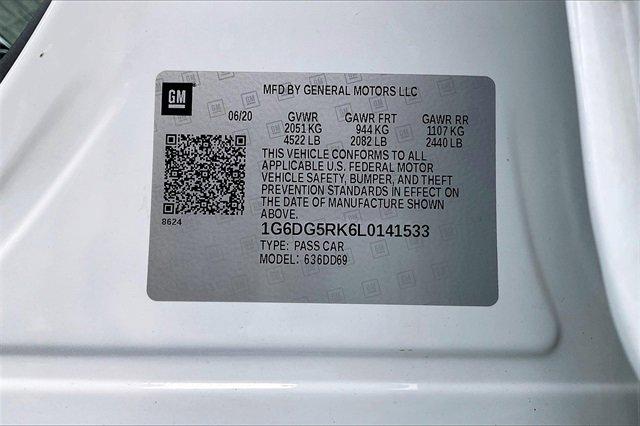 GM
MFD BY GENERAL MOTORS LLC
06/20 GVWR GAWR FRT GAWR RR
2051 KG 944 KG 1107 KG
4522 LB 2082 LB 2440 LB
THIS VEHICLE CONFORMS TO ALL
APPLICABLE U.S. FEDERAL MOTOR
VEHICLE SAFETY, BUMPER, AND THEFT
PREVENTION STANDARDS IN EFFECT ON
THE DATE OF MANUFACTURE SHOWN
ABOVE.
8624
1G6DG5RK6L0141533
TYPE: PASS CAR
MODEL: 636DD69